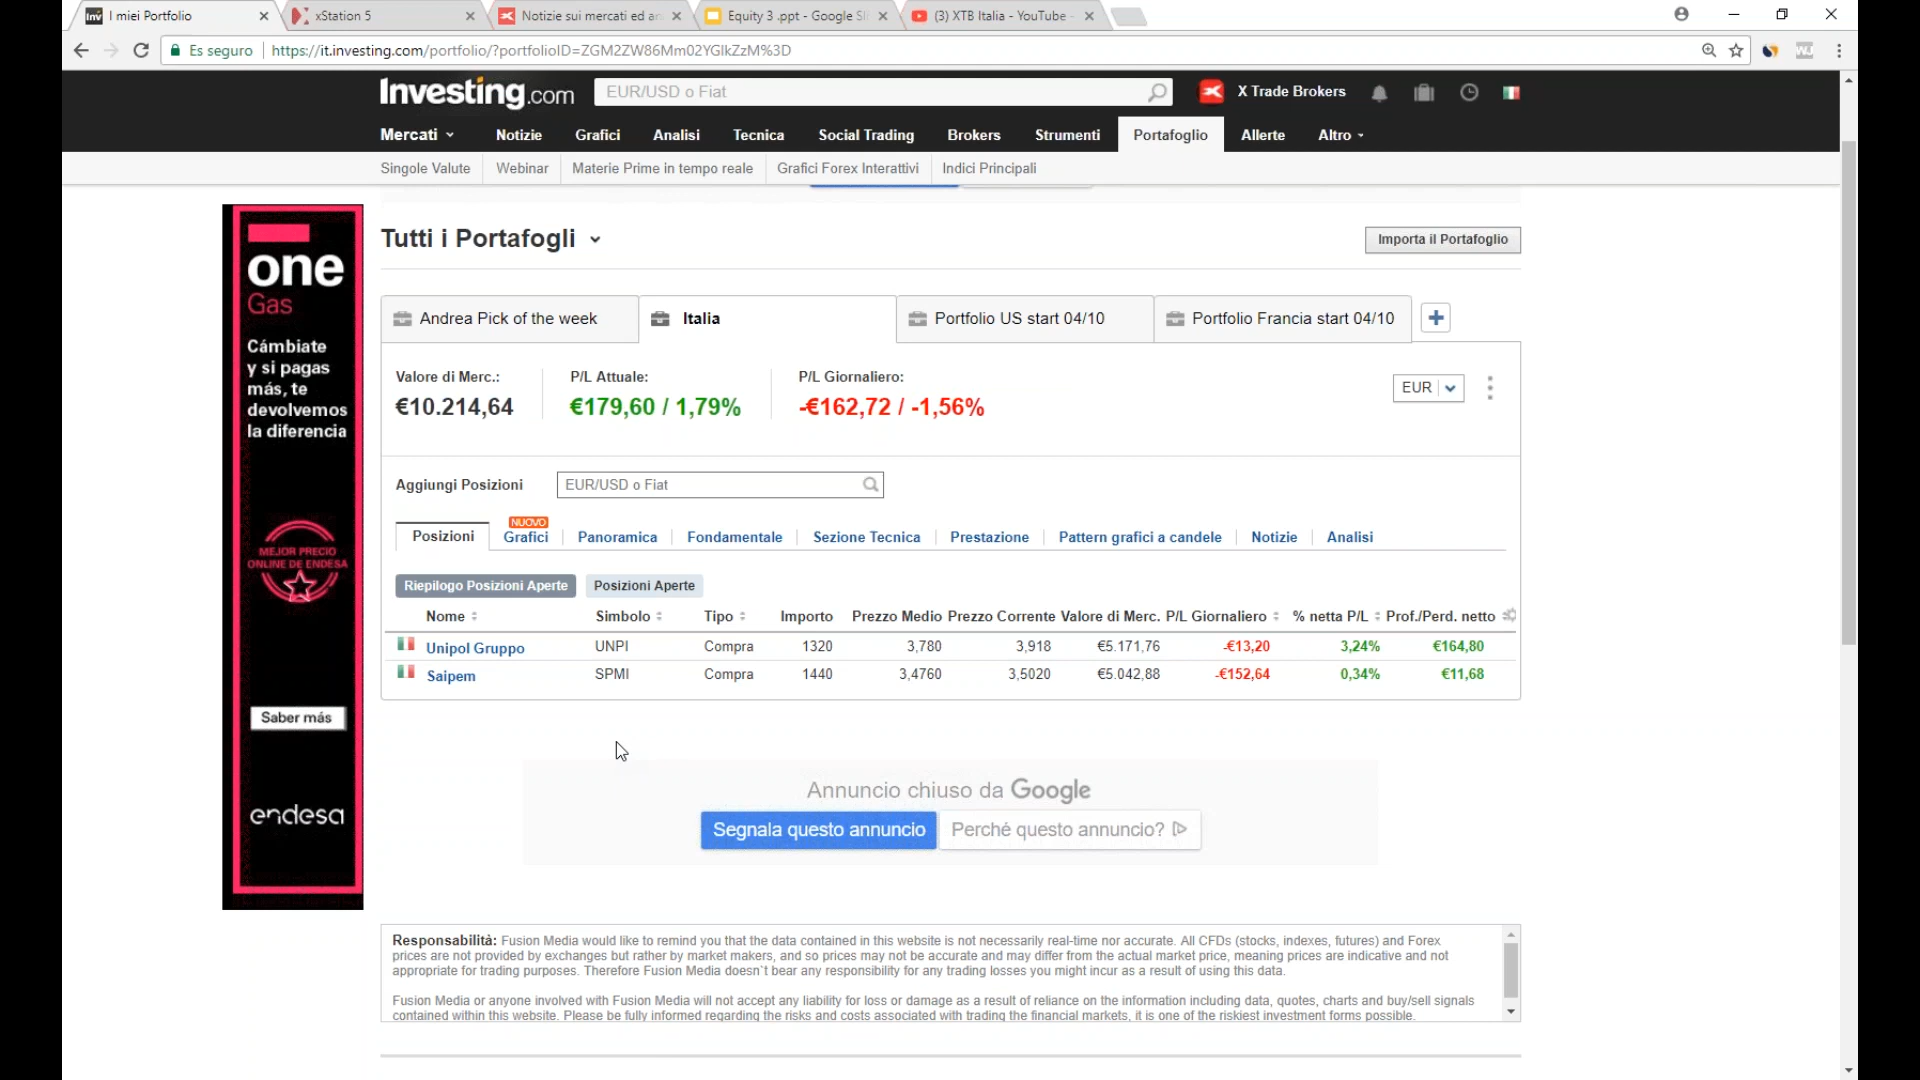 I miei Portfolio
xStation 5
Notizie sui mercati ed an
Equity 3 .ppt - Google Sli
(3) XTB Italia - YouTube
Es seguro
https://it.investing.com/portfolio/?portfolioID=ZGM2ZW86Mm02YGlkZzM%3D
Investing.com
EUR/USD o Fiat
X Trade Brokers
Mercati
Notizie
Grafici
Analisi
Tecnica
Social Trading
Brokers
Strumenti
Portafoglio
Allerte
Altro
Singole Valute
Webinar
Materie Prime in tempo reale
Grafici Forex Interattivi
Indici Principali
one
Gas
Cámbiate
y si pagas
más, te
devolvemos
la diferencia
MEJOR PRECIO
ONLINE DE ENDESA
Saber más
endesa
Tutti i Portafogli
Importa il Portafoglio
Andrea Pick of the week
Italia
Portfolio US start 04/10
Portfolio Francia start 04/10
Valore di Merc.:
€10.214,64
P/L Attuale:
€179,60 / 1,79%
P/L Giornaliero:
-€162,72 / -1,56%
EUR
Aggiungi Posizioni
EUR/USD o Fiat
Posizioni
NUOVO
Grafici
Panoramica
Fondamentale
Sezione Tecnica
Prestazione
Pattern grafici a candele
Notizie
Analisi
Riepilogo Posizioni Aperte
Posizioni Aperte
Nome Simbolo Tipo Importo Prezzo Medio Prezzo Corrente Valore di Merc. P/L Giornaliero % netta P/L Prof./Perd. netto
Unipol Gruppo UNPI Compra 1320 3,780 3,918 €5.171,76 -€13,20 3,24% €164,80
Saipem SPMI Compra 1440 3,4760 3,5020 €5.042,88 -€152,64 0,34% €11,68
Annuncio chiuso da Google
Segnala questo annuncio
Perché questo annuncio?
Responsabilità: Fusion Media would like to remind you that the data contained in this website is not necessarily real-time nor accurate. All CFDs (stocks, indexes, futures) and Forex
prices are not provided by exchanges but rather by market makers, and so prices may not be accurate and may differ from the actual market price, meaning prices are indicative and not
appropriate for trading purposes. Therefore Fusion Media doesn`t bear any responsibility for any trading losses you might incur as a result of using this data.
Fusion Media or anyone involved with Fusion Media will not accept any liability for loss or damage as a result of reliance on the information including data, quotes, charts and buy/sell signals
contained within this website. Please be fully informed regarding the risks and costs associated with trading the financial markets, it is one of the riskiest investment forms possible.